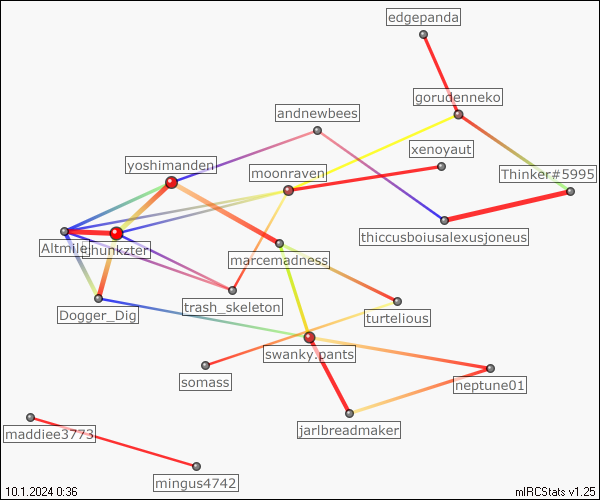 edgepanda
gorudenneko
andnewbees
xenoyaut
yoshimanden
moonraven
Thinker#5995
thiccusboiusalexusjoneus
Altmile
hunkzter
marcemadness
trash_skeleton
Dogger_Dig
turtelious
swanky.pants
somass
neptune01
jarlbreadmaker
maddiee3773
mingus4742
10.1.2024 0:36
mIRCStats v1.25